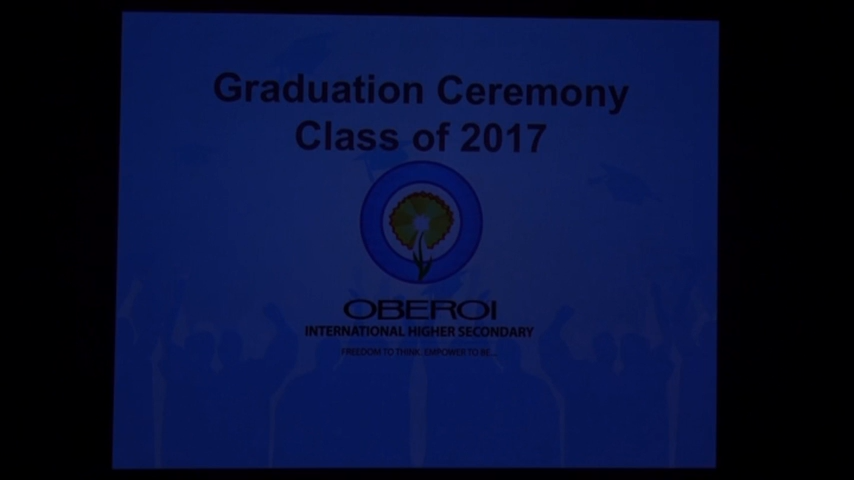 Graduation Ceremony
Class of 2017
OBEROI
INTERNATIONAL HIGHER SECONDARY
FREEDOM TO THINK. EMPOWER TO BE...